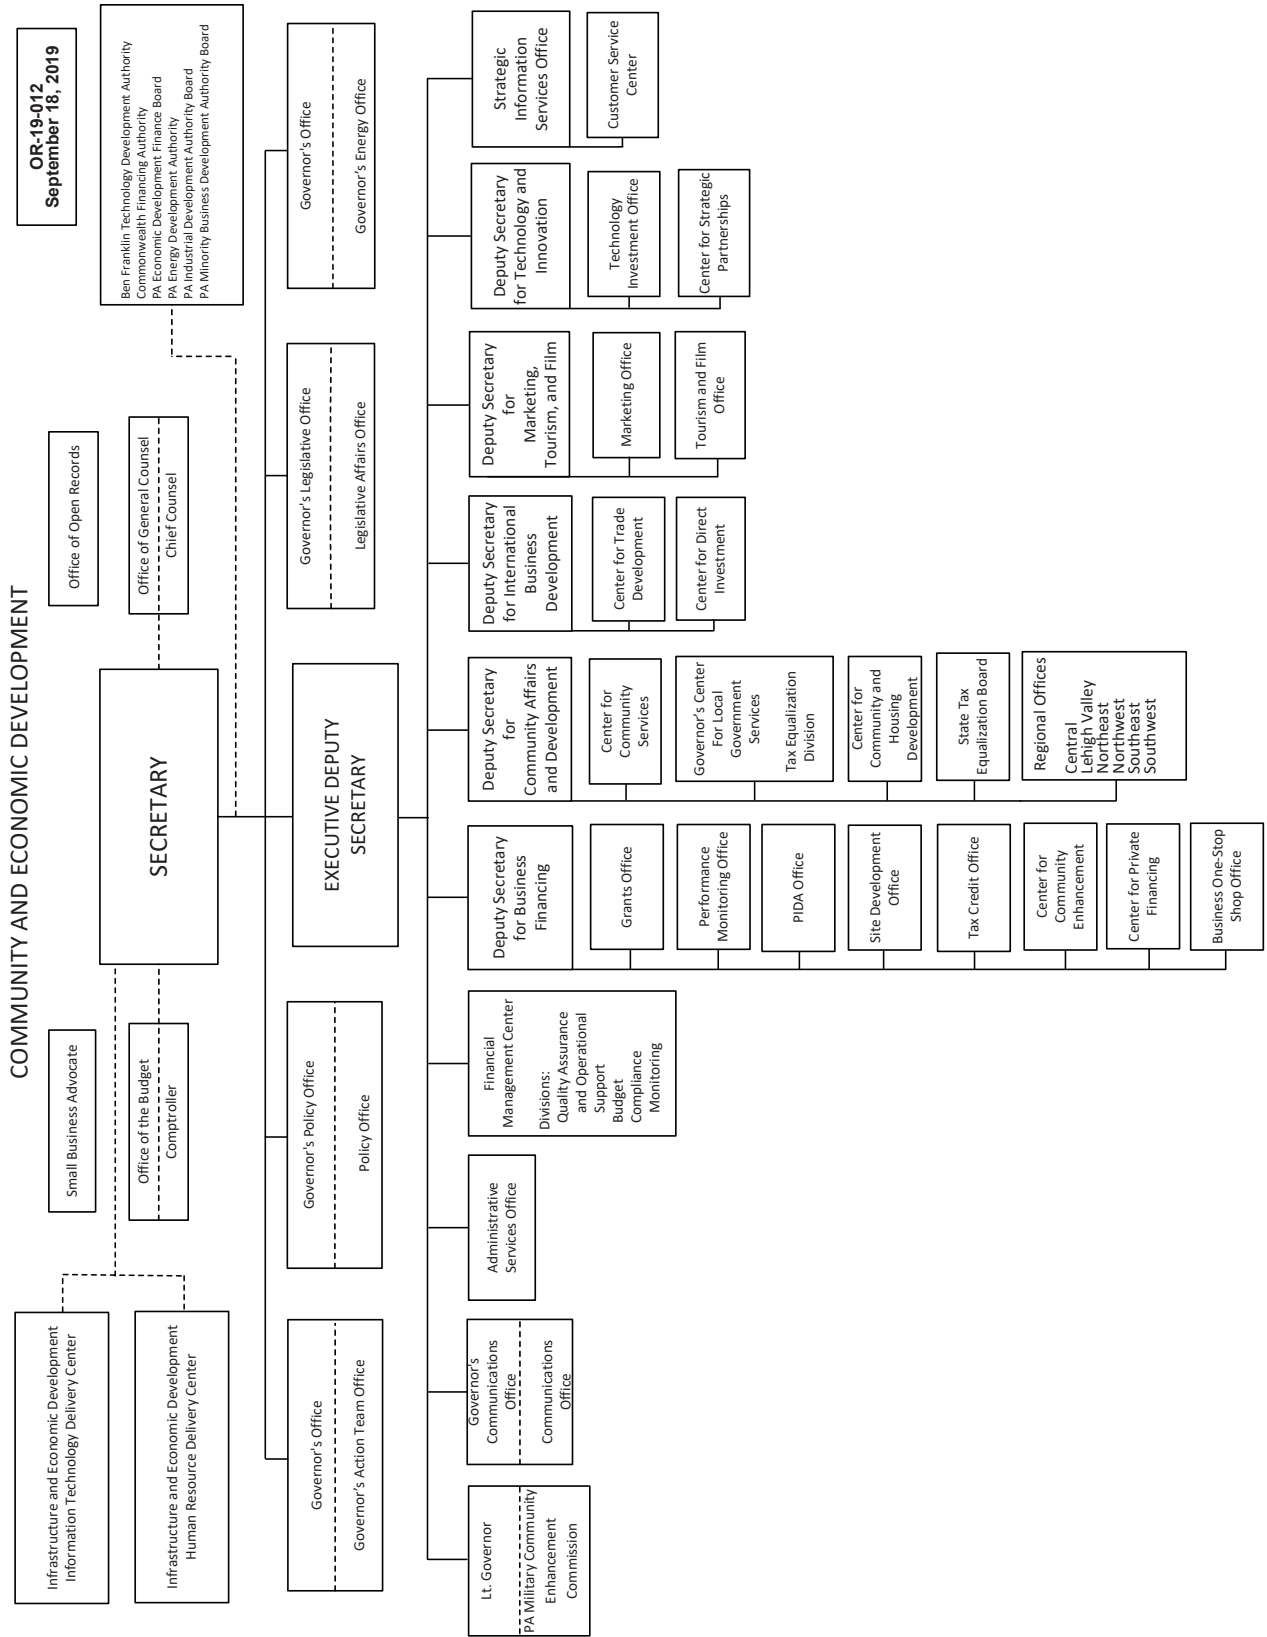 COMMUNITY AND ECONOMIC DEVELOPMENT
OR-19-012
September 18, 2019
Infrastructure and Economic Development
Information Technology Delivery Center
Infrastructure and Economic Development
Human Resource Delivery Center
Small Business Advocate
Office of the Budget
Comptroller
SECRETARY
Office of Open Records
Office of General Counsel
Chief Counsel
Ben Franklin Technology Development Authority
Commonwealth Financing Authority
PA Economic Development Finance Board
PA Energy Development Authority
PA Industrial Development Authority Board
PA Minority Business Development Authority Board
Governor's Office
Governor's Action Team Office
Governor's Policy Office
Policy Office
EXECUTIVE DEPUTY
SECRETARY
Governor's Legislative Office
Legislative Affairs Office
Governor's Office
Governor's Energy Office
Lt. Governor
PA Military Community
Enhancement
Commission
Governor's
Communications
Office
Communications
Office
Administrative
Services Office
Financial
Management Center
Divisions:
Quality Assurance
and Operational
Support
Budget
Compliance
Monitoring
Deputy Secretary
for Business
Financing
Grants Office
Performance
Monitoring Office
PIDA Office
Site Development
Office
Tax Credit Office
Center for
Community
Enhancement
Center for Private
Financing
Business One-Stop
Shop Office
Deputy Secretary
for
Community Affairs
and Development
Center for
Community
Services
Governor's Center
For Local
Government
Services
Tax Equalization
Division
Center for
Community and
Housing
Development
State Tax
Equalization Board
Regional Offices
Central
Lehigh Valley
Northeast
Northwest
Southeast
Southwest
Deputy Secretary
for International
Business
Development
Center for Trade
Development
Center for Direct
Investment
Deputy Secretary
for
Marketing,
Tourism, and Film
Marketing Office
Tourism and Film
Office
Deputy Secretary
for Technology and
Innovation
Technology
Investment Office
Center for Strategic
Partnerships
Strategic
Information
Services Office
Customer Service
Center